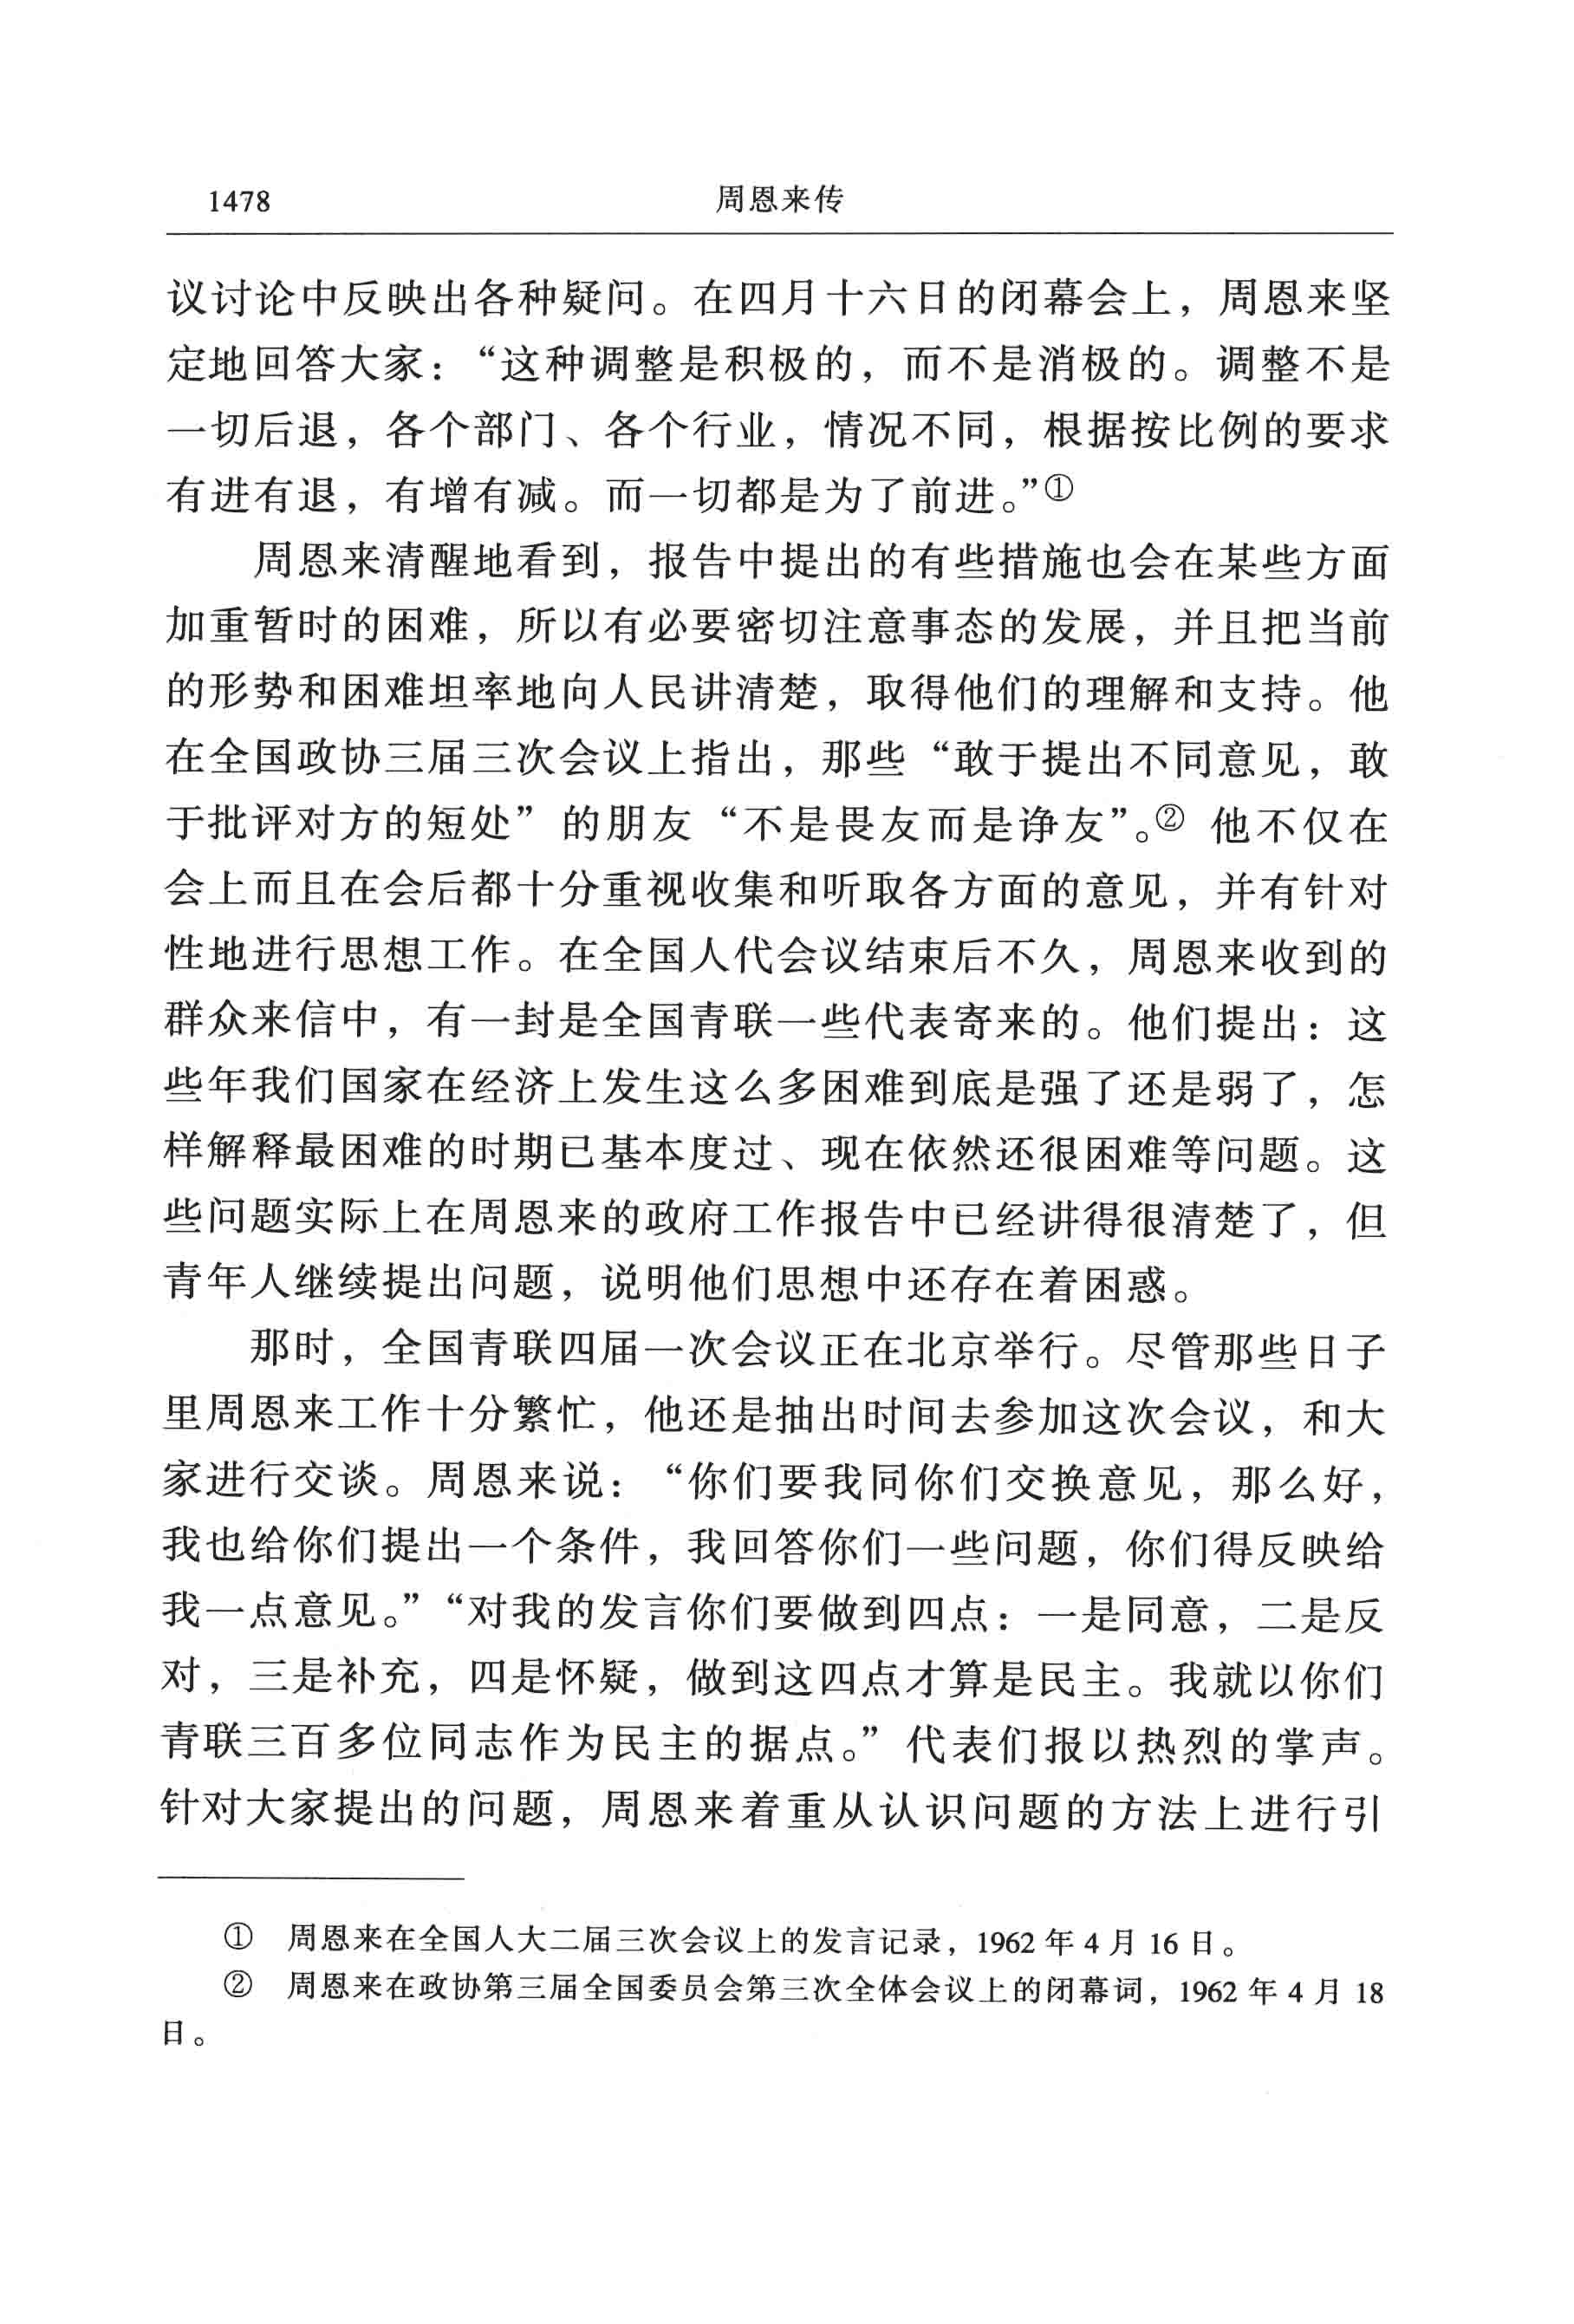 1478
周恩来传
议讨论中反映出各种疑问。在四月十六日的闭幕会上，周恩来坚
定地回答大家：“这种调整是积极的，而不是消极的。调整不是
一切后退，各个部门、各个行业，情况不同，根据按比例的要求
有进有退，有增有减。而一切都是为了前进。”①
周恩来清醒地看到，报告中提出的有些措施也会在某些方面
加重暂时的困难，所以有必要密切注意事态的发展，并且把当前
的形势和困难坦率地向人民讲清楚，取得他们的理解和支持。他
在全国政协三届三次会议上指出，那些“敢于提出不同意见，敢
于批评对方的短处”的朋友“不是畏友而是诤友”。② 他不仅在
会上而且在会后都十分重视收集和听取各方面的意见，并有针对
性地进行思想工作。在全国人代会议结束后不久，周恩来收到的
群众来信中，有一封是全国青联一些代表寄来的。他们提出：这
些年我们国家在经济上发生这么多困难到底是强了还是弱了，怎
样解释最困难的时期已基本度过、现在依然还很困难等问题。这
些问题实际上在周恩来的政府工作报告中已经讲得很清楚了，但
青年人继续提出问题，说明他们思想中还存在着困惑。
那时，全国青联四届一次会议正在北京举行。尽管那些日子
里周恩来工作十分繁忙，他还是抽出时间去参加这次会议，和大
家进行交谈。周恩来说：“你们要我同你们交换意见，那么好，
我也给你们提出一个条件，我回答你们一些问题，你们得反映给
我一点意见。”“对我的发言你们要做到四点：一是同意，二是反
对，三是补充，四是怀疑，做到这四点才算是民主。我就以你们
青联三百多位同志作为民主的据点。”代表们报以热烈的掌声。
针对大家提出的问题，周恩来着重从认识问题的方法上进行引
① 周恩来在全国人大二届三次会议上的发言记录，1962 年 4 月 16 日。
② 周恩来在政协第三届全国委员会第三次全体会议上的闭幕词，1962 年 4 月 18
日。